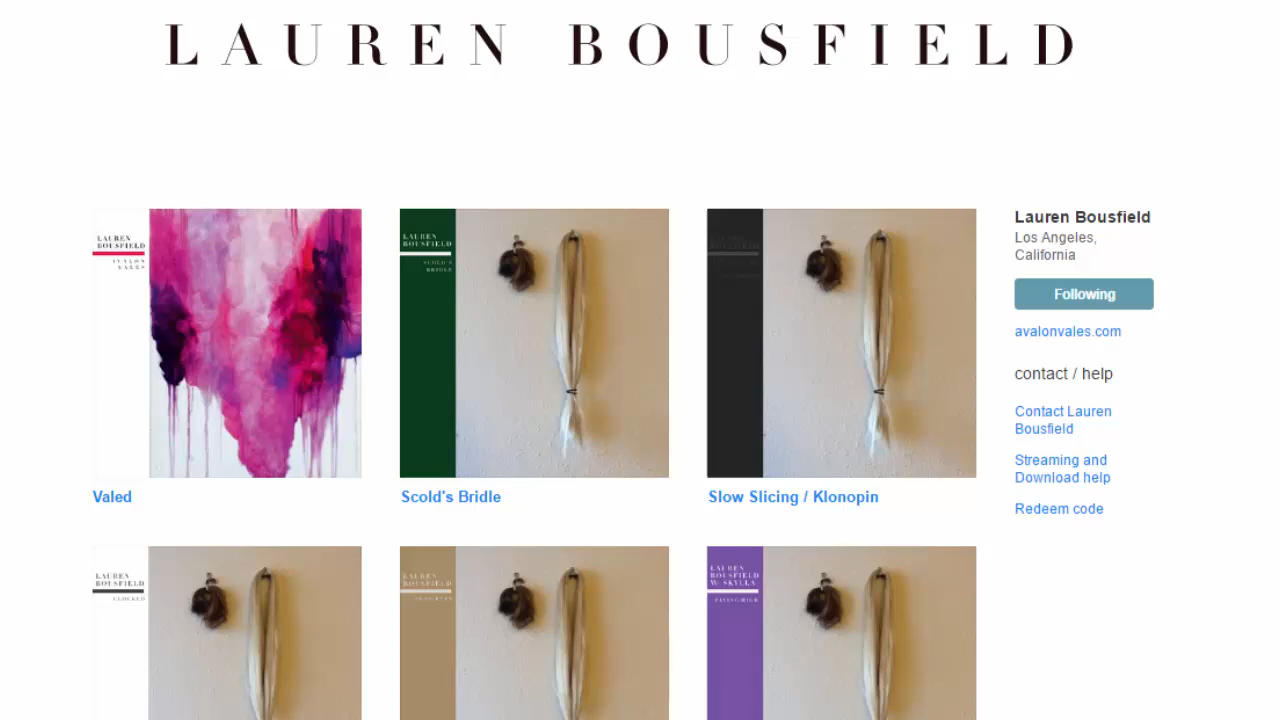 LAUREN BOUSFIELD
LAUREN
BOUSFIELD
AVALON
VALES
Valed
LAUREN
BOUSFIELD
SCOLD'S
BRIDLE
Scold's Bridle
BOUSFIELD
Slow Slicing / Klonopin
Lauren Bousfield
Los Angeles,
California
Following
avalonvales.com
contact / help
Contact Lauren
Bousfield
Streaming and
Download help
Redeem code
LAUREN
BOUSFIELD
CLOCKED
LAUREN
BOUSFIELD
LAUREN
BOUSFIELD
W/ SKYLLA